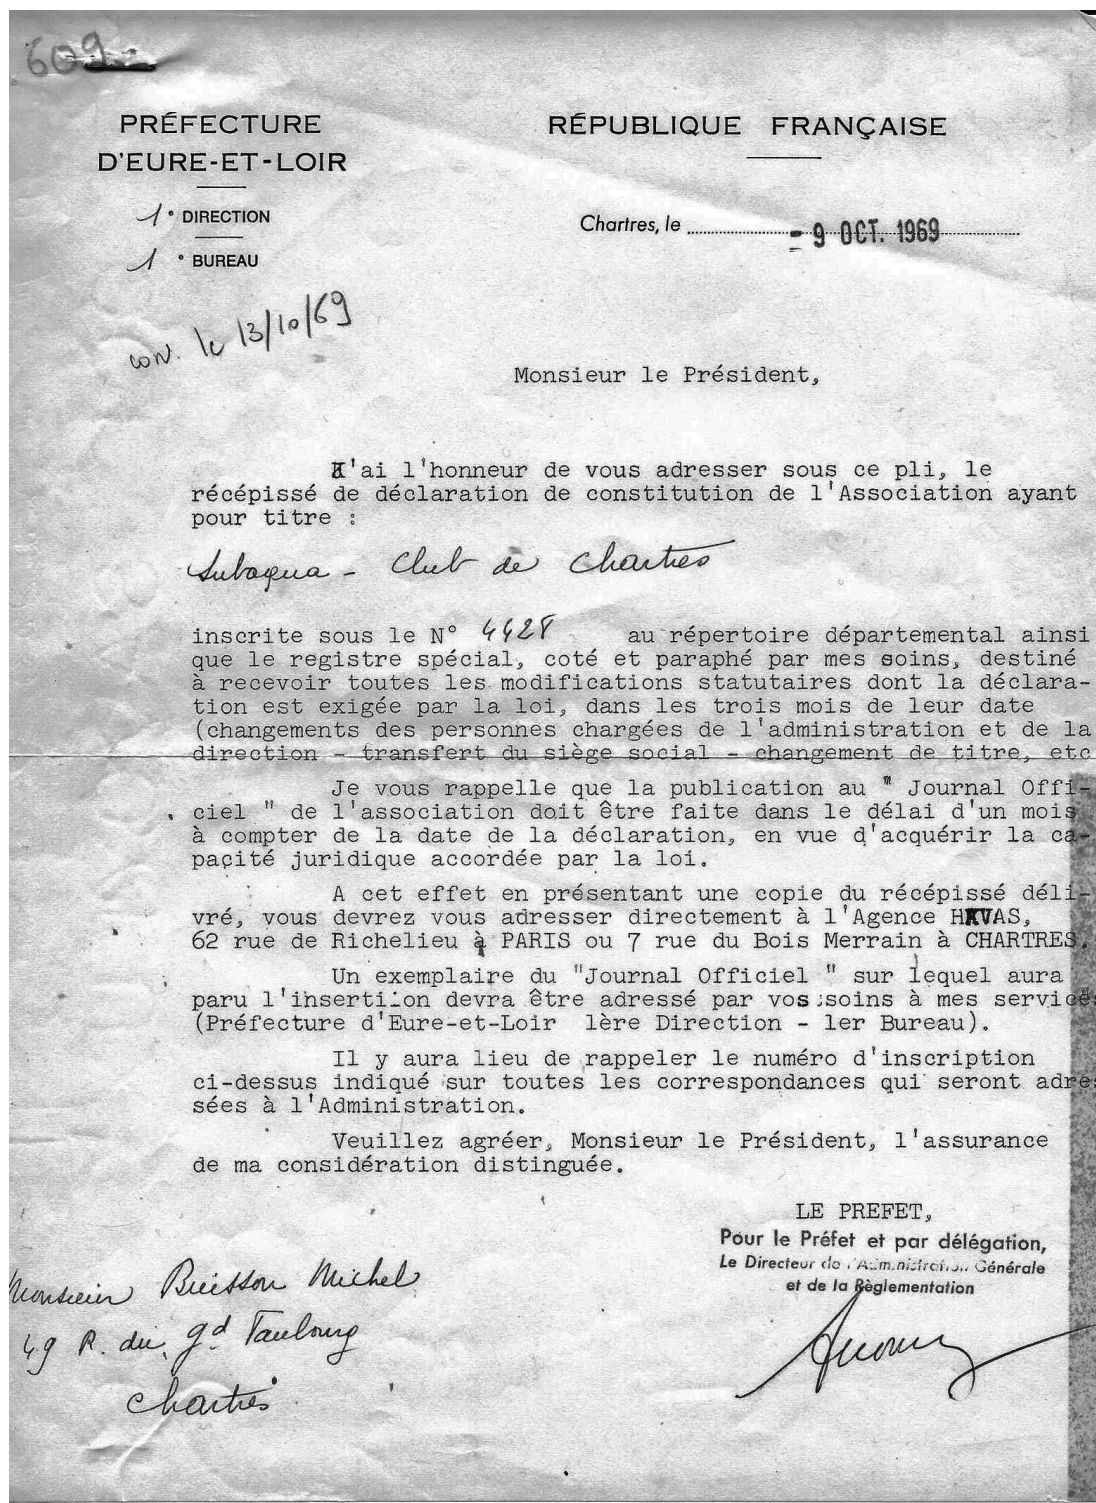 609
PRÉFECTURE
D'EURE-ET-LOIR
1° DIRECTION
1 ° BUREAU
RÉPUBLIQUE FRANÇAISE
Chartres, le - 9 OCT. 1969
le 13/10/69
Monsieur le Président,
J'ai l'honneur de vous adresser sous ce pli, le
récépissé de déclaration de constitution de l'Association ayant
pour titre :
Subaqua - Club de Chartres
inscrite sous le N° 4428 au répertoire départemental ainsi
que le registre spécial, coté et paraphé par mes soins, destiné
à recevoir toutes les modifications statutaires dont la déclara-
tion est exigée par la loi, dans les trois mois de leur date
(changements des personnes chargées de l'administration et de la
direction - transfert du siège social - changement de titre, etc
Je vous rappelle que la publication au " Journal Offi-
ciel " de l'association doit être faite dans le délai d'un mois
à compter de la date de la déclaration, en vue d'acquérir la ca-
pacité juridique accordée par la loi.
A cet effet en présentant une copie du récépissé déli-
vré, vous devrez vous adresser directement à l'Agence HAVAS,
62 rue de Richelieu à PARIS ou 7 rue du Bois Merrain à CHARTRES.
Un exemplaire du "Journal Officiel " sur lequel aura
paru l'insertion devra être adressé par vos soins à mes services
(Préfecture d'Eure-et-Loir 1ère Direction - 1er Bureau).
Il y aura lieu de rappeler le numéro d'inscription
ci-dessus indiqué sur toutes les correspondances qui seront adres
sées à l'Administration.
Veuillez agréer, Monsieur le Président, l'assurance
de ma considération distinguée.
LE PREFET,
Pour le Préfet et par délégation,
Le Directeur de l'Administration Générale
et de la Règlementation
Monsieur Buisson Michel
49 R. du gd Faubourg
Chartres